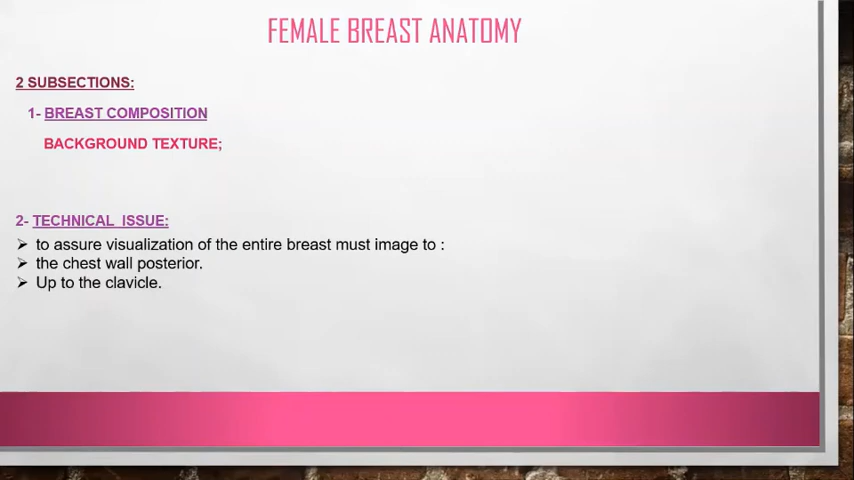 FEMALE BREAST ANATOMY
2 SUBSECTIONS:
1- BREAST COMPOSITION
BACKGROUND TEXTURE;
2- TECHNICAL ISSUE:
➢ to assure visualization of the entire breast must image to :
➢ the chest wall posterior.
➢ Up to the clavicle.